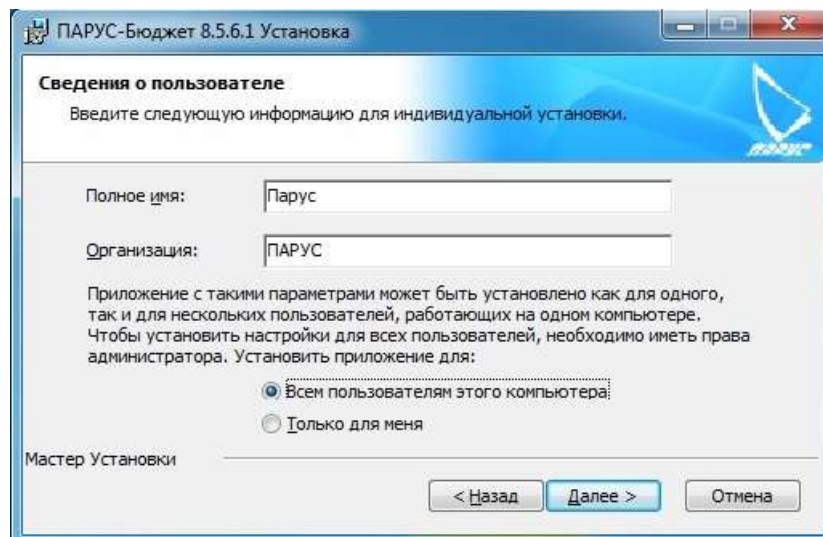 ПАРУС-Бюджет 8.5.6.1 Установка
Сведения о пользователе
Введите следующую информацию для индивидуальной установки.
ПАРУС
Полное имя:
Парус
Организация:
ПАРУС
Приложение с такими параметрами может быть установлено как для одного,
так и для нескольких пользователей, работающих на одном компьютере.
Чтобы установить настройки для всех пользователей, необходимо иметь права
администратора. Установить приложение для:
Всем пользователям этого компьютера
Только для меня
Мастер Установки
< Назад
Далее >
Отмена